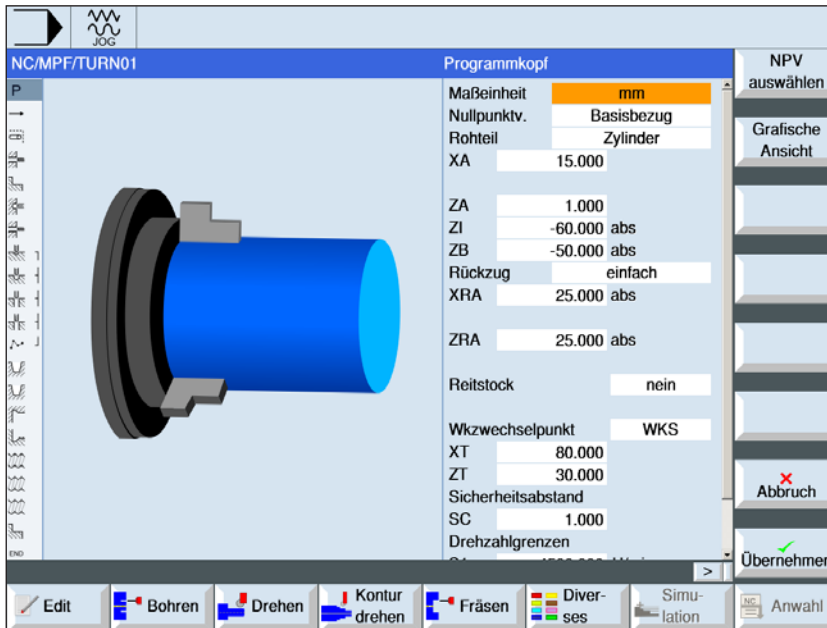 JOG
NC/MPF/TURN01
Programmkopf
P
END
Maßeinheit mm
Nullpunktv. Basisbezug
Rohteil Zylinder
XA 15.000
ZA 1.000
ZI -60.000 abs
ZB -50.000 abs
Rückzug einfach
XRA 25.000 abs
ZRA 25.000 abs
Reitstock nein
Wkzwechselpunkt WKS
XT 80.000
ZT 30.000
Sicherheitsabstand
SC 1.000
Drehzahlgrenzen
NPV
auswählen
Grafische
Ansicht
Abbruch
Übernehmen
>
Edit
Bohren
Drehen
Kontur
drehen
Fräsen
Diver-
ses
Simu-
lation
NC
Anwahl